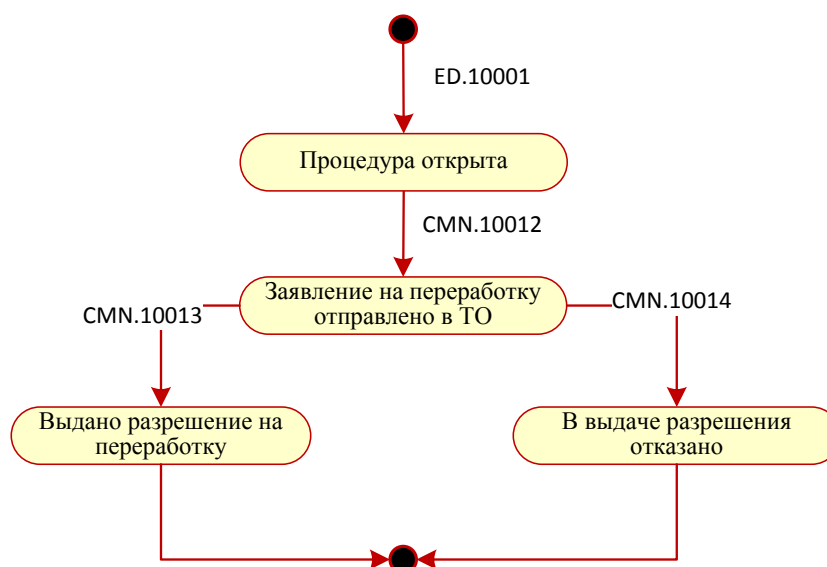 ED.10001
Процедура открыта
CMN.10012
Заявление на переработку
отправлено в ТО
CMN.10013
CMN.10014
Выдано разрешение на
переработку
В выдаче разрешения
отказано